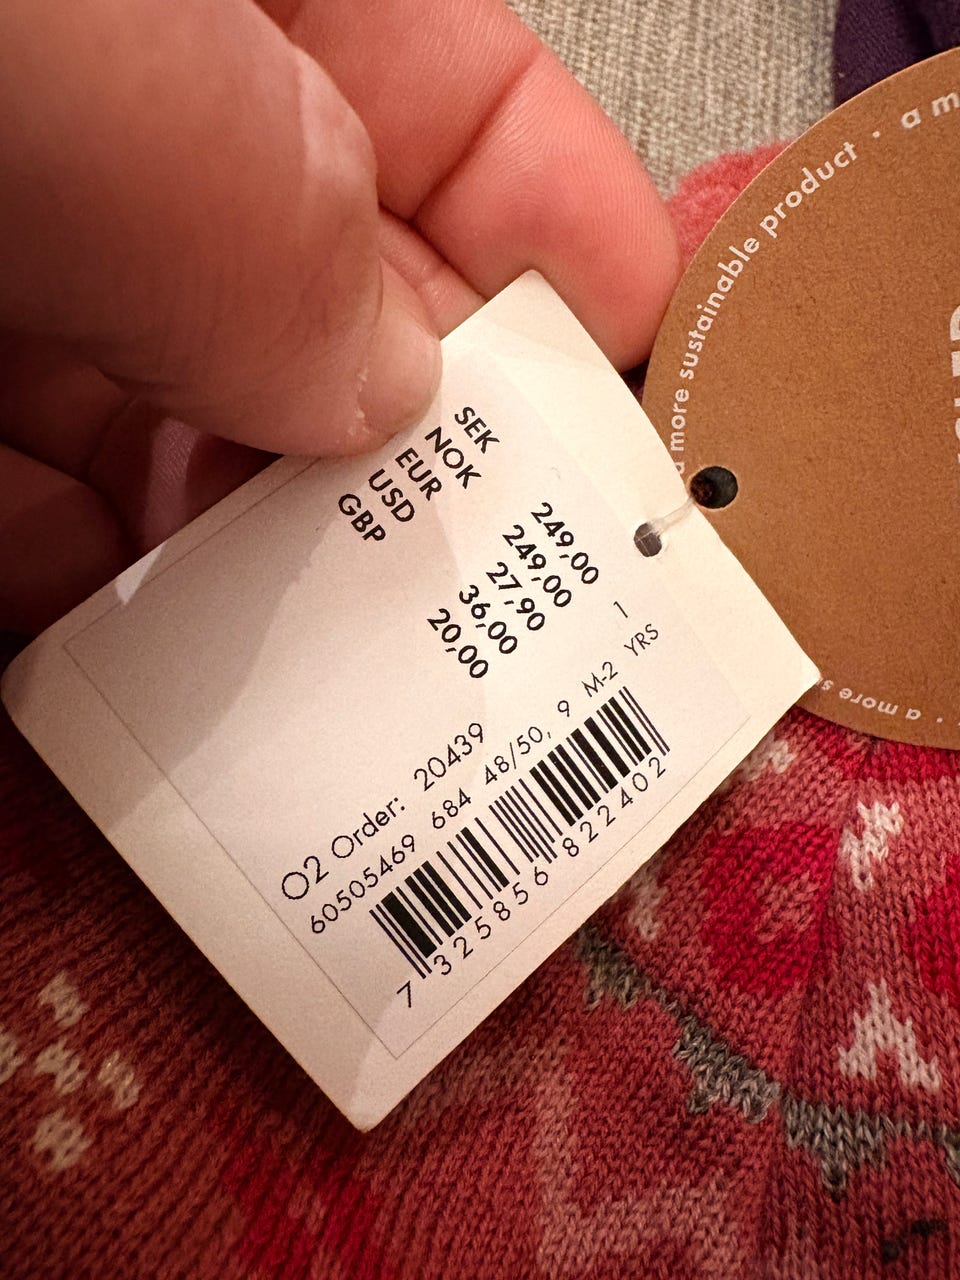 SEK 249,00
NOK 249,00
EUR 27,90
USD 36,00
GBP 20,00
1
O2 Order: 20439
60505469 684 48/50, 9 M-2 YRS
7 325856 822402
a more sustainable product · a m
a more s